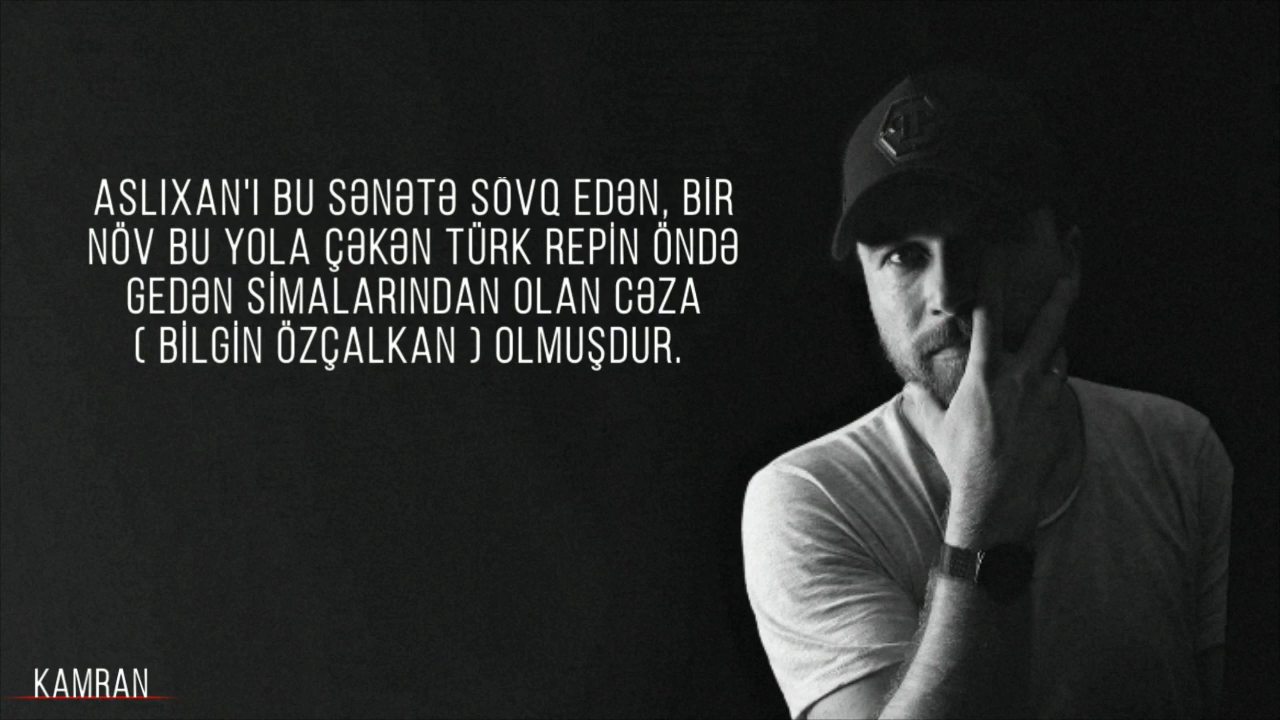 ASLIXAN'I BU SƏNƏTƏ SÖVQ EDƏN, BİR
NÖV BU YOLA ÇƏKƏN TÜRK REPİN ÖNDƏ
GEDƏN SİMALARINDAN OLAN CƏZA
( BİLGİN ÖZÇALKAN ) OLMUŞDUR.
KAMRAN